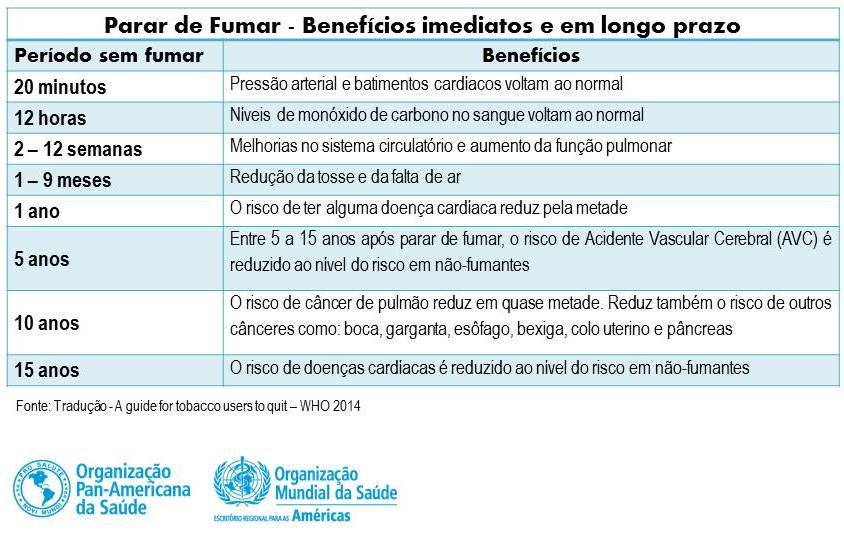 Parar de Fumar - Benefícios imediatos e em longo prazo
Período sem fumar
Benefícios
20 minutos
Pressão arterial e batimentos cardíacos voltam ao normal
12 horas
Níveis de monóxido de carbono no sangue voltam ao normal
2 – 12 semanas
Melhorias no sistema circulatório e aumento da função pulmonar
1 – 9 meses
Redução da tosse e da falta de ar
1 ano
O risco de ter alguma doença cardíaca reduz pela metade
5 anos
Entre 5 a 15 anos após parar de fumar, o risco de Acidente Vascular Cerebral (AVC) é
reduzido ao nível do risco em não-fumantes
10 anos
O risco de câncer de pulmão reduz em quase metade. Reduz também o risco de outros
cânceres como: boca, garganta, esôfago, bexiga, colo uterino e pâncreas
15 anos
O risco de doenças cardíacas é reduzido ao nível do risco em não-fumantes
Fonte: Tradução - A guide for tobacco users to quit – WHO 2014
PRO SALUTE
NOVI MUNDI
Organização
Pan-Americana
da Saúde
Organização
Mundial da Saúde
ESCRITÓRIO REGIONAL PARA AS Américas